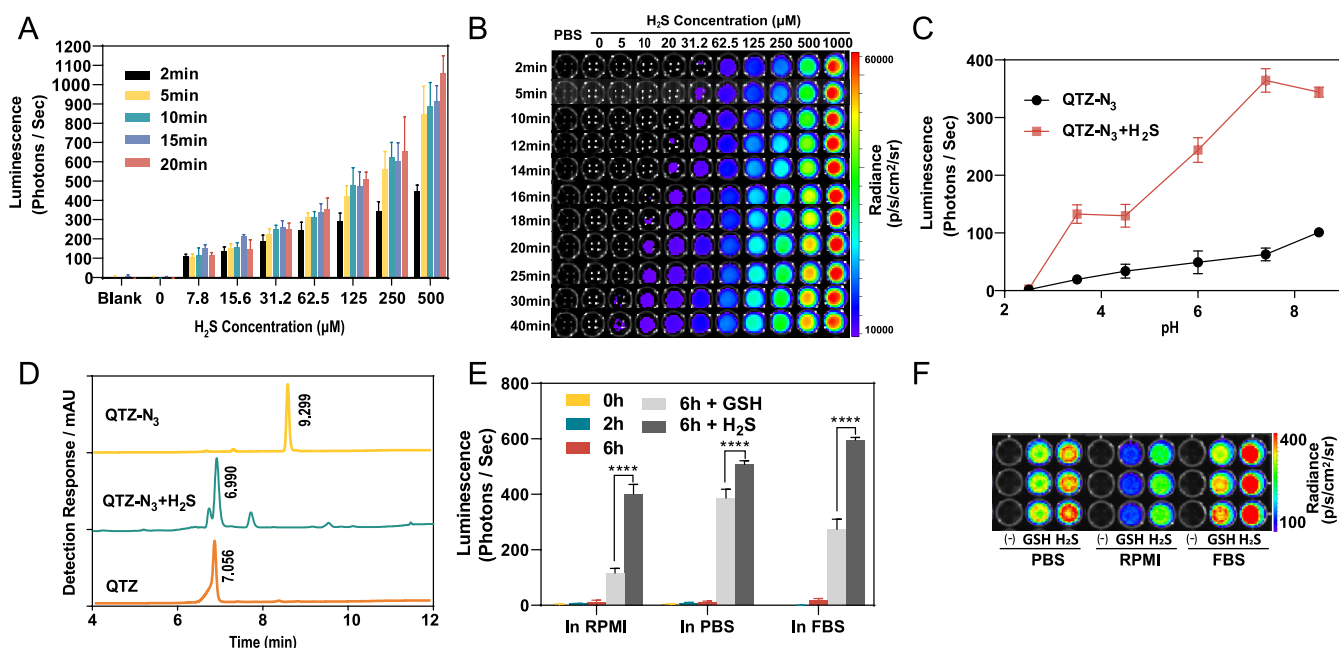 A
1200
1100
1000
900
800
700
600
500
400
300
200
100
0
Luminescence
(Photons / Sec)
2min
5min
10min
15min
20min
Blank 0 7.8 15.6 31.2 62.5 125 250 500
H₂S Concentration (μM)
B
H₂S Concentration (μM)
PBS 0 5 10 20 31.2 62.5 125 250 500 1000
2min
5min
10min
12min
14min
16min
18min
20min
25min
30min
40min
60000
Radiance
(p/s/cm²/sr)
10000
C
400
300
200
100
0
Luminescence
(Photons / Sec)
QTZ-N₃
QTZ-N₃+H₂S
2 4 6 8
pH
D
Detection Response / mAU
QTZ-N₃
9.299
QTZ-N₃+H₂S
6.990
QTZ
7.056
4 6 8 10 12
Time (min)
E
800
600
400
200
0
Luminescence
(Photons / Sec)
0h
2h
6h
6h + GSH
6h + H₂S
****
****
****
In RPMI In PBS In FBS
F
400
Radiance
(p/s/cm²/sr)
100
(-) GSH H₂S (-) GSH H₂S (-) GSH H₂S
PBS RPMI FBS